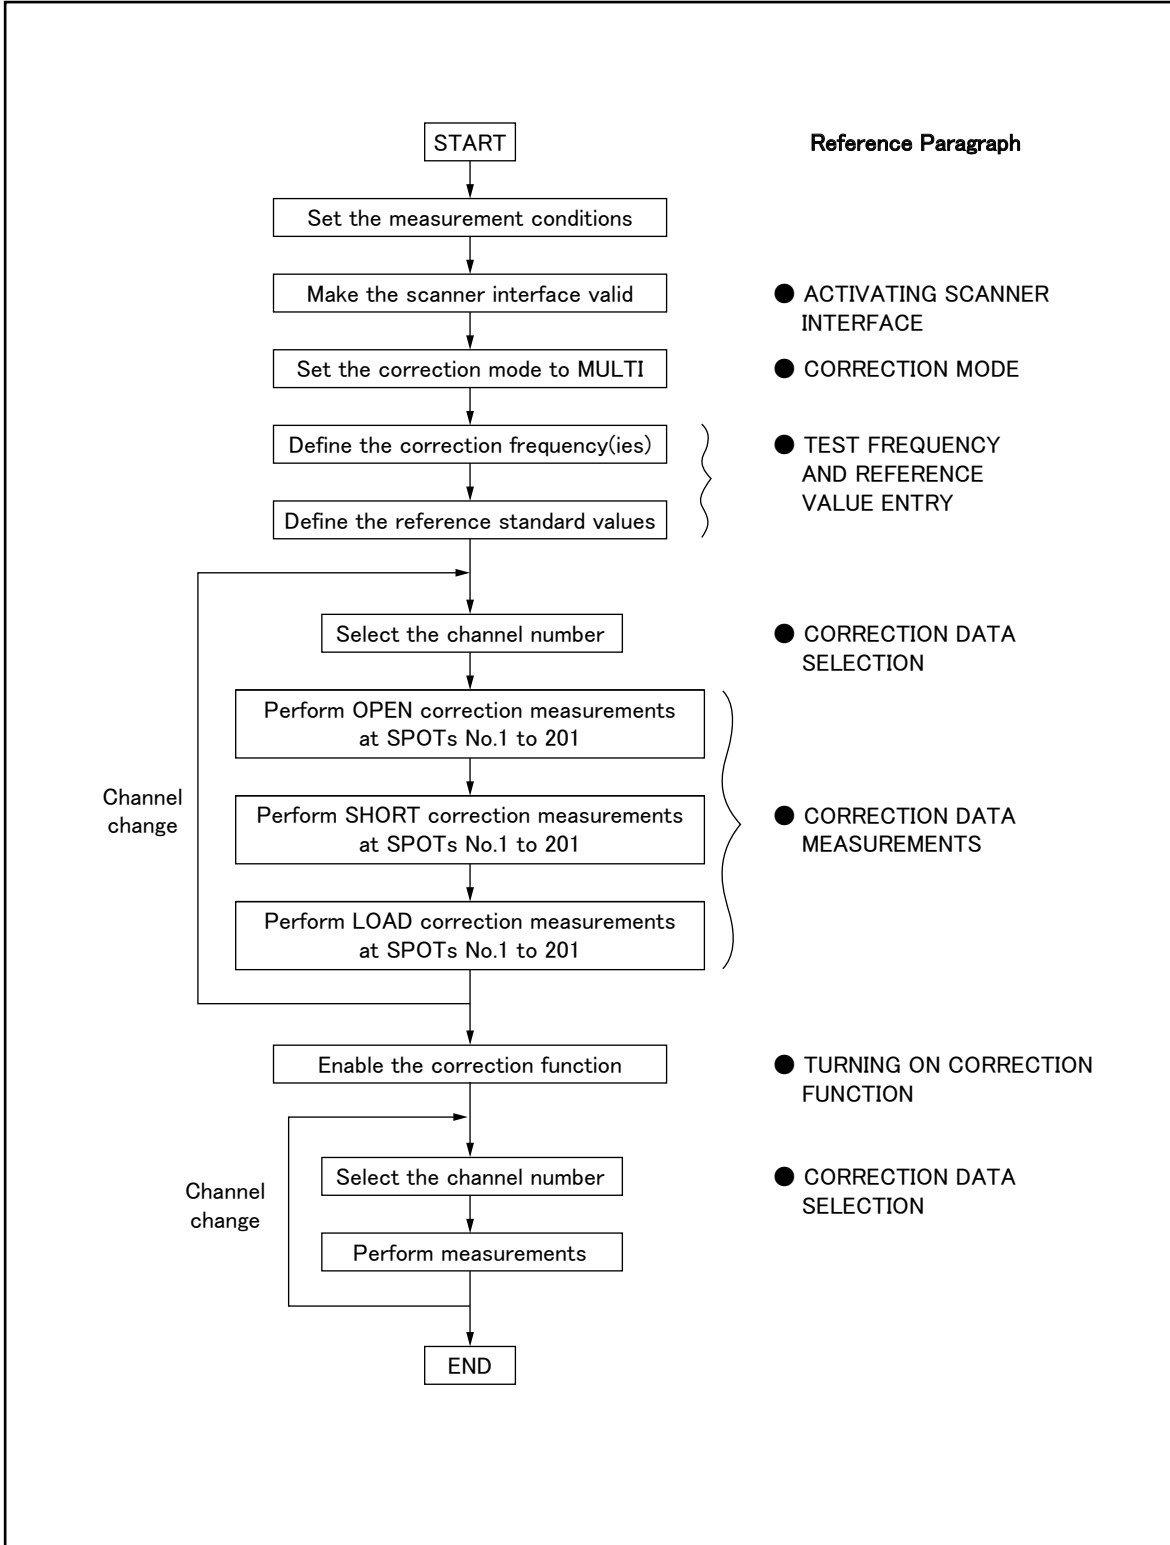 START
Reference Paragraph
Set the measurement conditions
Make the scanner interface valid
● ACTIVATING SCANNER
INTERFACE
Set the correction mode to MULTI
● CORRECTION MODE
Define the correction frequency(ies)
● TEST FREQUENCY
AND REFERENCE
VALUE ENTRY
Define the reference standard values
Select the channel number
● CORRECTION DATA
SELECTION
Perform OPEN correction measurements
at SPOTs No.1 to 201
Channel
change
Perform SHORT correction measurements
at SPOTs No.1 to 201
● CORRECTION DATA
MEASUREMENTS
Perform LOAD correction measurements
at SPOTs No.1 to 201
Enable the correction function
● TURNING ON CORRECTION
FUNCTION
Channel
change
Select the channel number
● CORRECTION DATA
SELECTION
Perform measurements
END